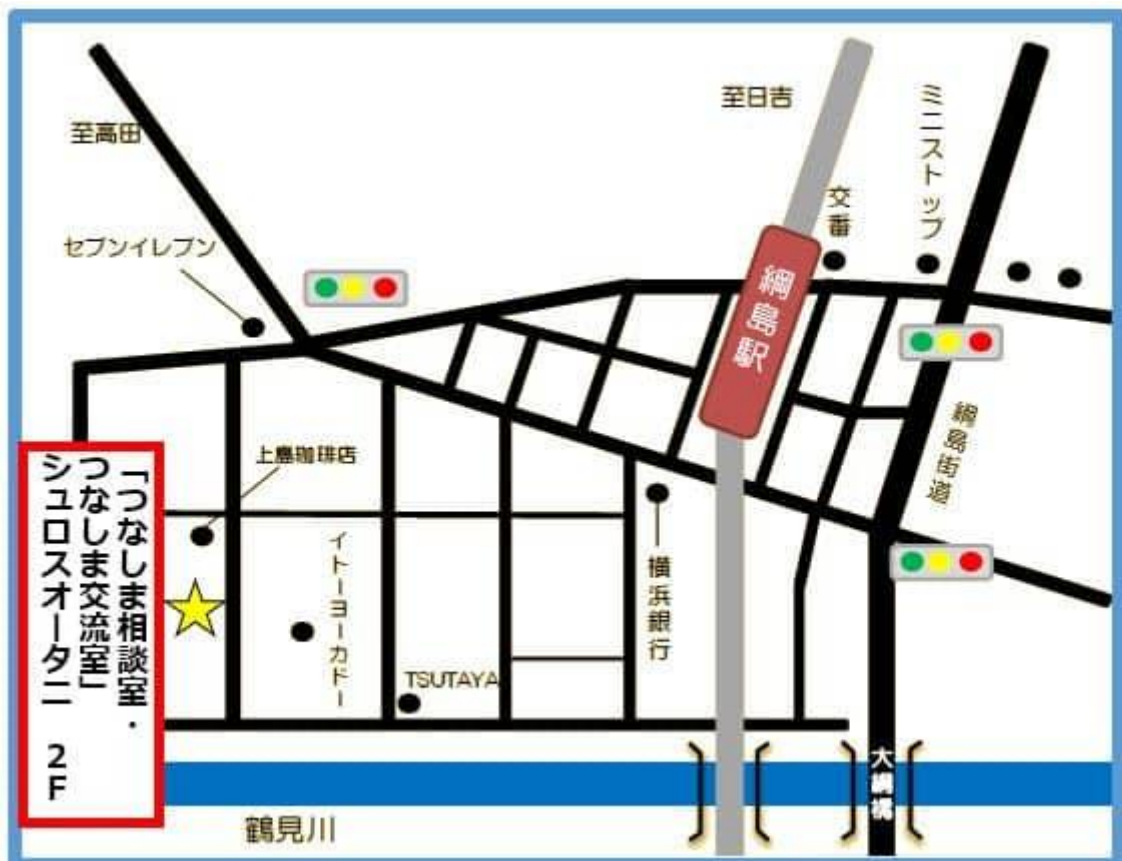 至高田
至日吉
ミニストップ
交番
セブンイレブン
綱島駅
綱島街道
上島珈琲店
「つなしま相談室・
つなしま交流室」
シュロスオータニ 2F
イトーヨーカドー
横浜銀行
TSUTAYA
大綱橋
鶴見川